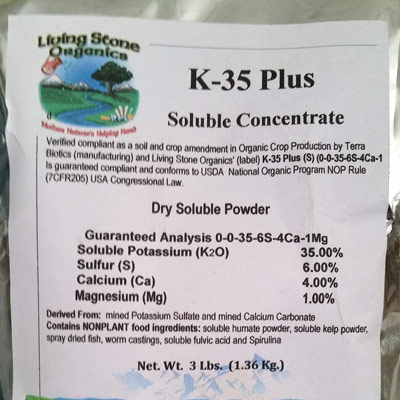 Living Stone
Organics
Mother Nature's Helping Hand
K-35 Plus
Soluble Concentrate
Verified compliant as a soil and crop amendment in Organic Crop Production by Terra
Biotics (manufacturing) and Living Stone Organics' (label) K-35 Plus (S) (0-0-35-6S-4Ca-1
Is guaranteed compliant and conforms to USDA National Organic Program NOP Rule
(7CFR205) USA Congressional Law.
Dry Soluble Powder
Guaranteed Analysis 0-0-35-6S-4Ca-1Mg
Soluble Potassium (K2O) 35.00%
Sulfur (S) 6.00%
Calcium (Ca) 4.00%
Magnesium (Mg) 1.00%
Derived From: mined Potassium Sulfate and mined Calcium Carbonate
Contains NONPLANT food ingredients: soluble humate powder, soluble kelp powder,
spray dried fish, worm castings, soluble fulvic acid and Spirulina
Net. Wt. 3 Lbs. (1.36 Kg.)